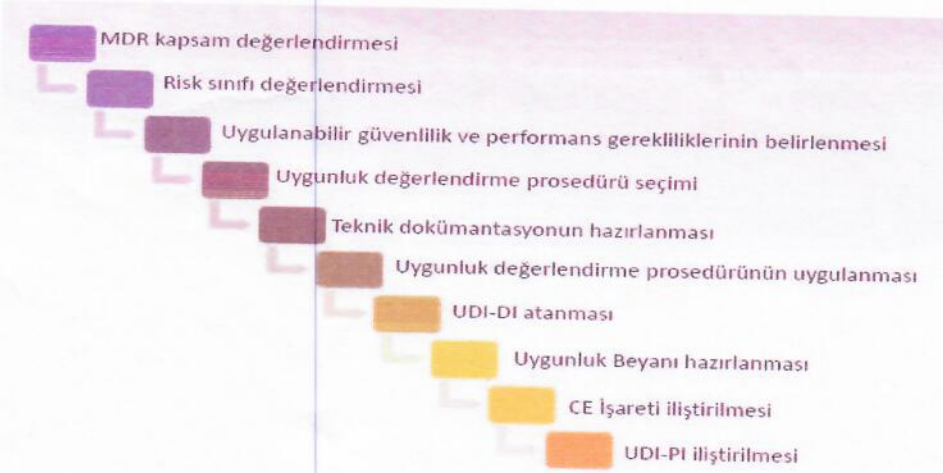 MDR kapsam değerlendirmesi
Risk sınıfı değerlendirmesi
Uygulanabilir güvenlilik ve performans gerekliliklerinin belirlenmesi
Uygunluk değerlendirme prosedürü seçimi
Teknik dokümantasyonun hazırlanması
Uygunluk değerlendirme prosedürünün uygulanması
UDI-DI atanması
Uygunluk Beyanı hazırlanması
CE İşareti iliştirilmesi
UDI-PI iliştirilmesi